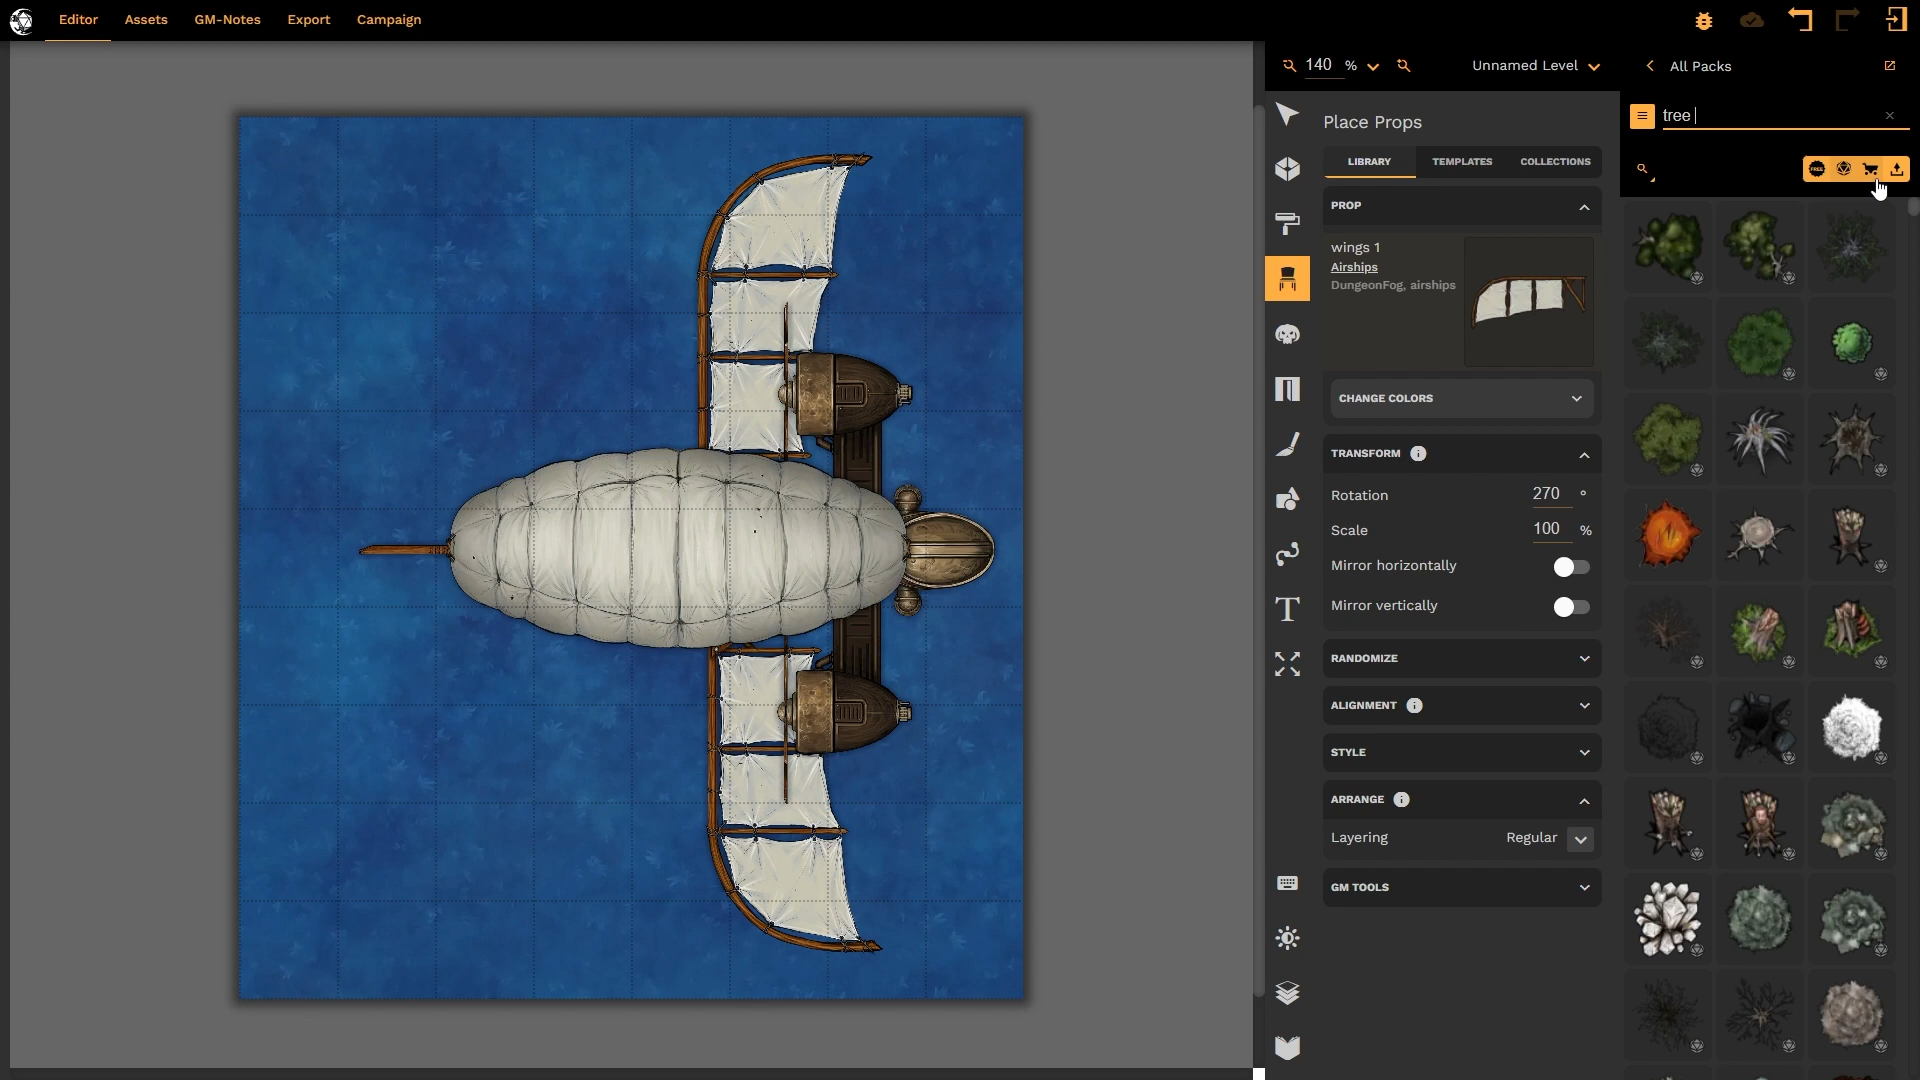 Editor
Assets
GM-Notes
Export
Campaign
140 %
Unnamed Level
All Packs
tree
FREE
Place Props
LIBRARY
TEMPLATES
COLLECTIONS
PROP
wings 1
Airships
DungeonFog, airships
CHANGE COLORS
TRANSFORM
Rotation 270 °
Scale 100 %
Mirror horizontally
Mirror vertically
RANDOMIZE
ALIGNMENT
STYLE
ARRANGE
Layering Regular
GM TOOLS